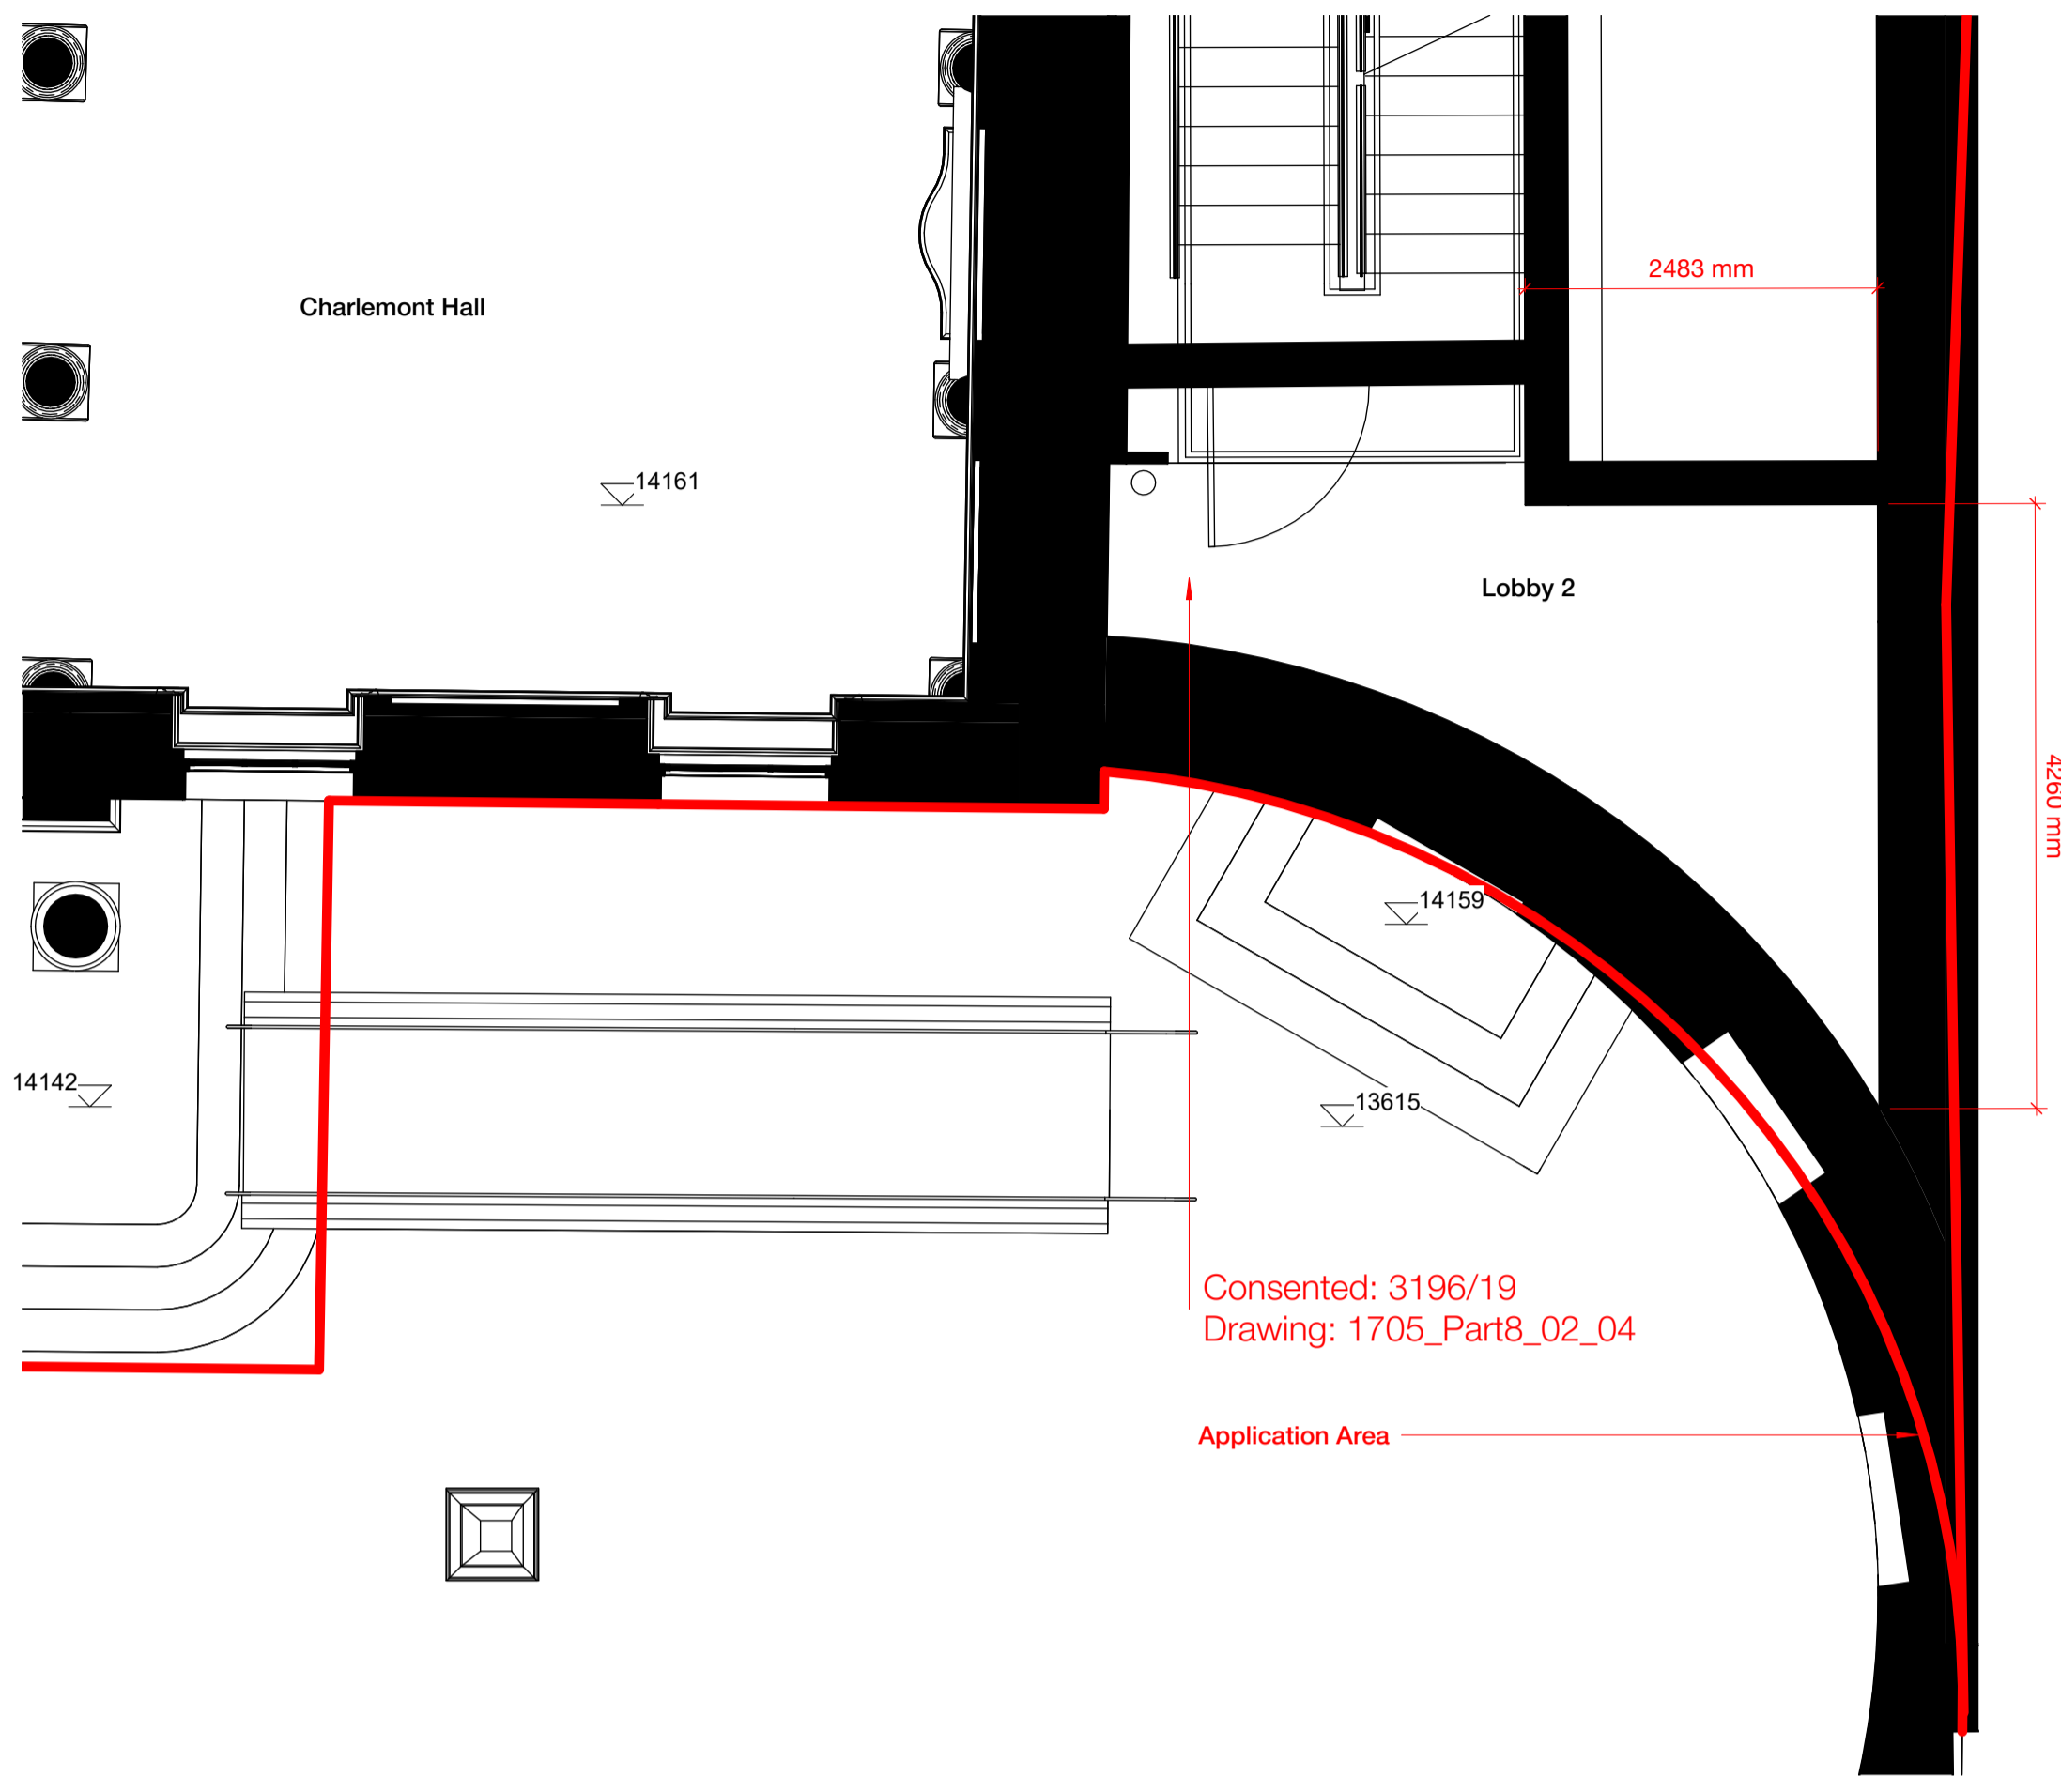 2483 mm
Charlemont Hall
14161
Lobby 2
4260 mm
14159
14142
13615
Consented: 3196/19
Drawing: 1705_Part8_02_04
Application Area